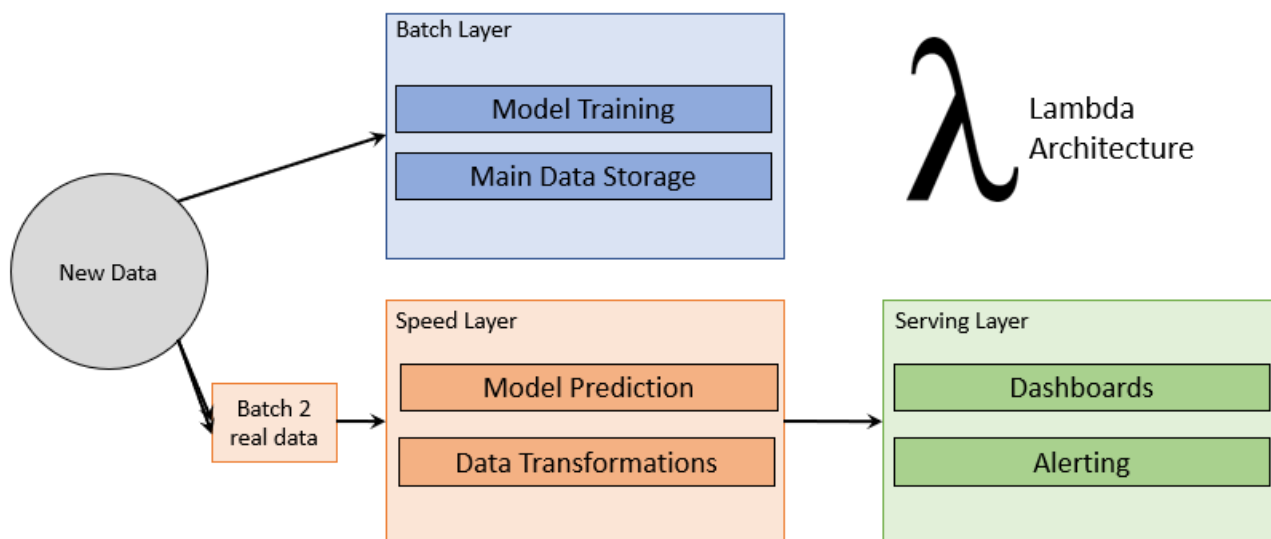 Batch Layer
Model Training
Main Data Storage
λ
Lambda
Architecture
New Data
Batch 2
real data
Speed Layer
Model Prediction
Data Transformations
Serving Layer
Dashboards
Alerting